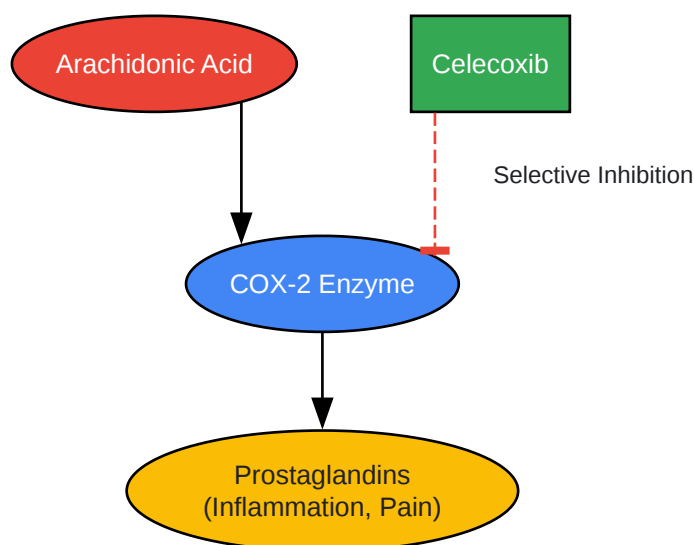 Arachidonic Acid
Celecoxib
Selective Inhibition
COX-2 Enzyme
Prostaglandins
(Inflammation, Pain)